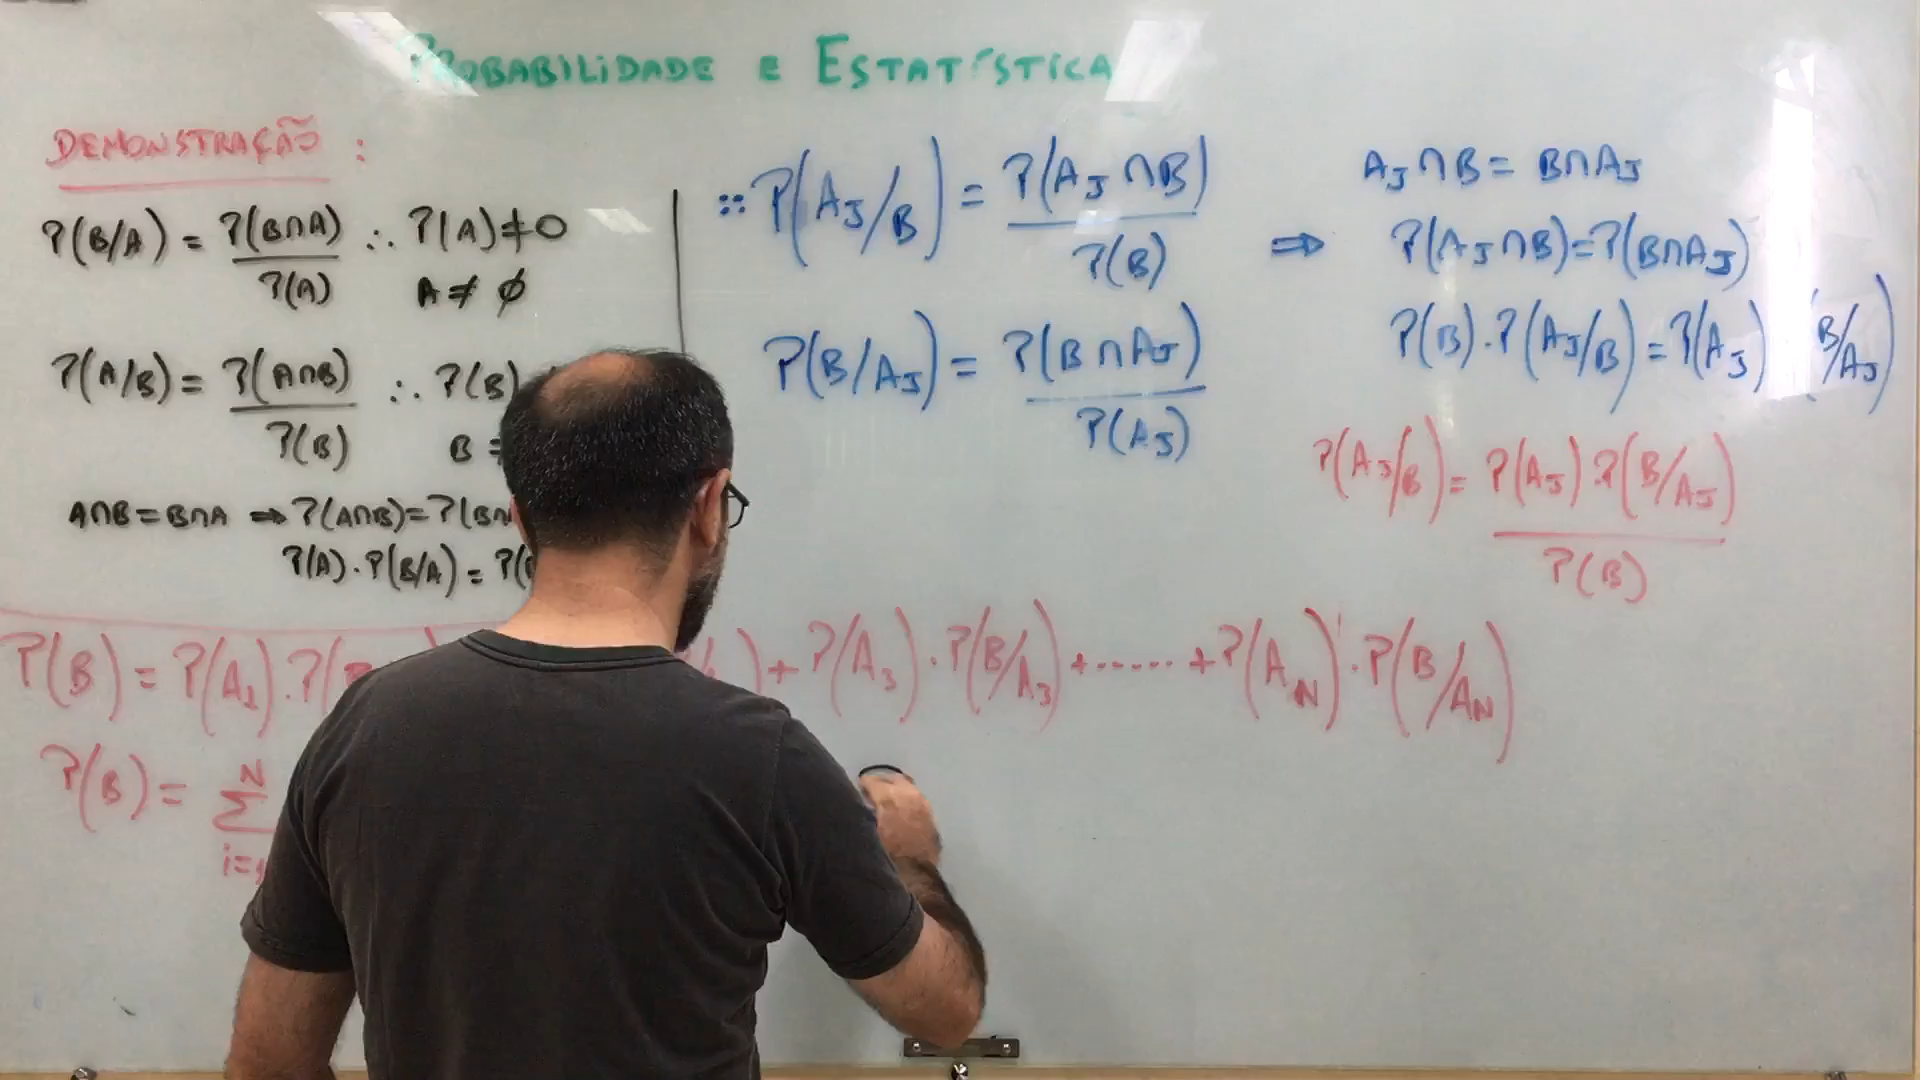 PROBABILIDADE E ESTATÍSTICA
DEMONSTRAÇÃO:
P(B/A) = P(B∩A)/P(A) ∴ P(A)≠0
A≠ϕ
P(A/B) = P(A∩B)/P(B) ∴ P(B)
B
A∩B=B∩A ⇒ P(A∩B)=P(B∩
P(A).P(B/A) = P(
:: P(AJ/B) = P(AJ∩B)/P(B) ⇒
P(B/AJ) = P(B∩AJ)/P(AJ)
AJ∩B = B∩AJ
P(AJ∩B)=P(B∩AJ)
P(B).P(AJ/B) = P(AJ) (B/AJ)
P(AJ/B) = P(AJ).P(B/AJ)/P(B)
P(B) = P(A1).P( ) + P(A3).P(B/A3) +......+ P(AN).P(B/AN)
P(B) = N∑i=1